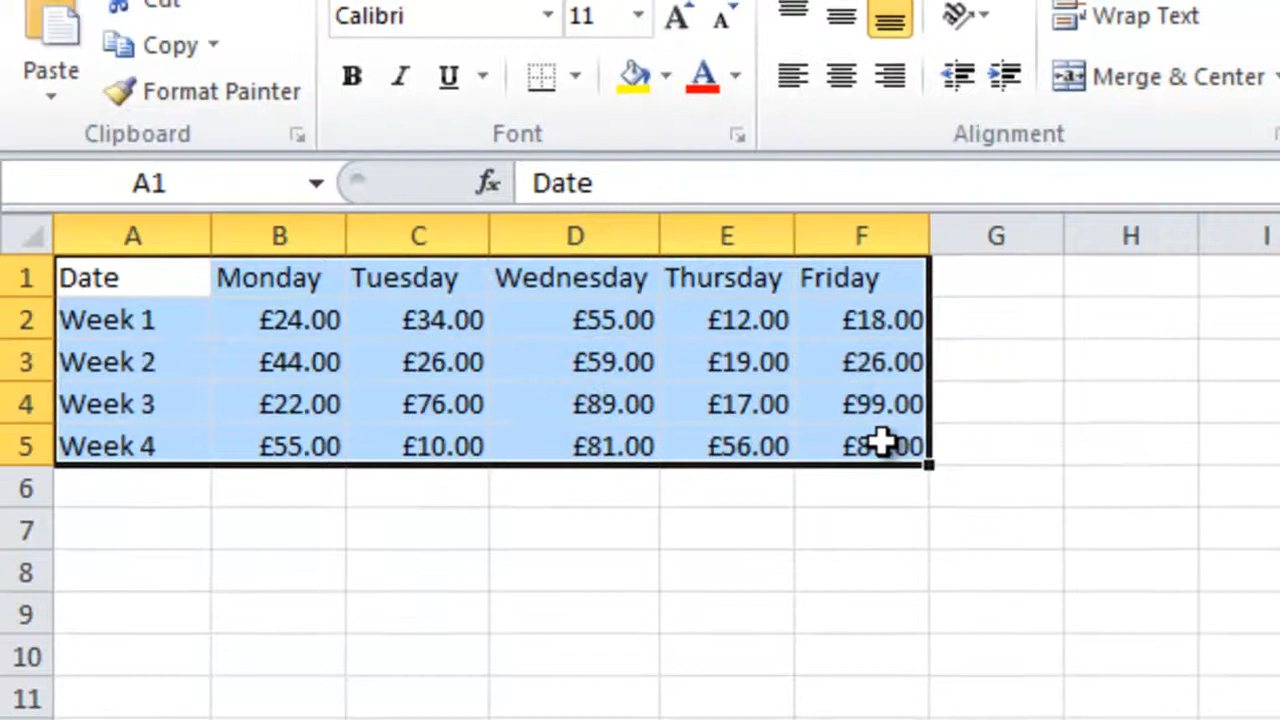 Cut
Calibri 11 A A
Wrap Text
Copy
Paste
B I U A
Merge & Center
Format Painter
Clipboard Font Alignment
A1 fx Date
A B C D E F G H I
1 Date Monday Tuesday Wednesday Thursday Friday
2 Week 1 £24.00 £34.00 £55.00 £12.00 £18.00
3 Week 2 £44.00 £26.00 £59.00 £19.00 £26.00
4 Week 3 £22.00 £76.00 £89.00 £17.00 £99.00
5 Week 4 £55.00 £10.00 £81.00 £56.00
6
7
8
9
10
11